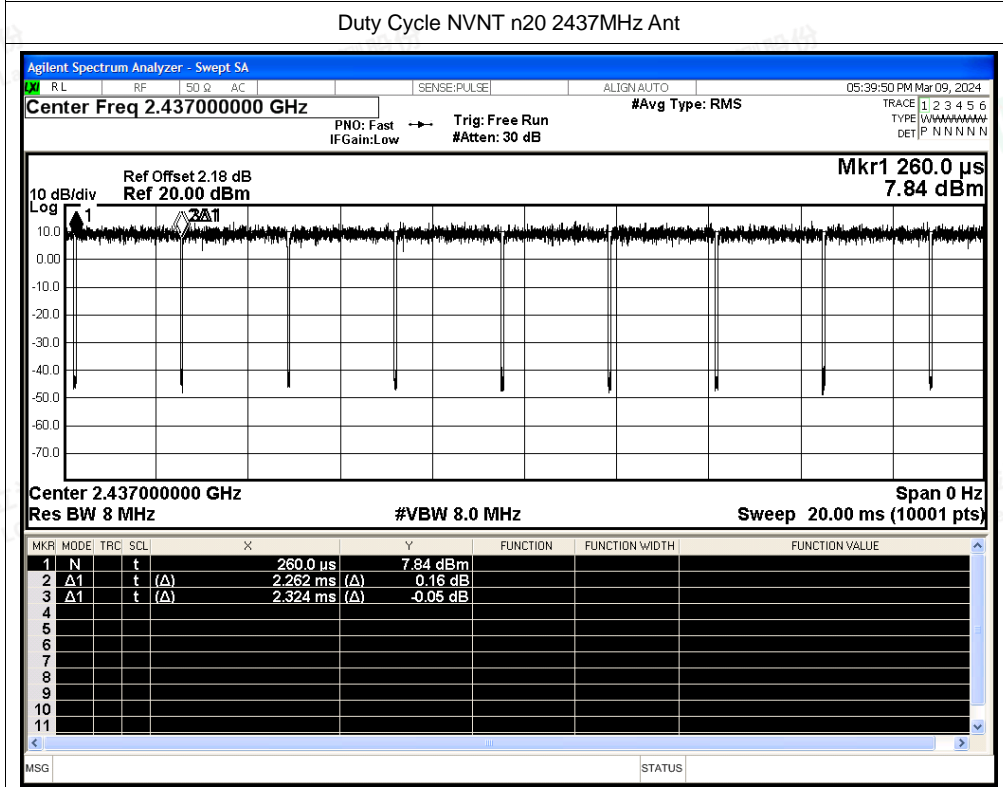 Duty Cycle NVNT n20 2437MHz Ant
Agilent Spectrum Analyzer - Swept SA
LXI RL RF 50 Ω AC SENSE:PULSE ALIGN AUTO 05:39:50 PM Mar 09, 2024
Center Freq 2.437000000 GHz #Avg Type: RMS TRACE 1 2 3 4 5 6
PNO: Fast Trig: Free Run TYPE WWWWWW
IFGain:Low #Atten: 30 dB DET P N N N N N
Mkr1 260.0 µs
Ref Offset 2.18 dB
10 dB/div Ref 20.00 dBm 7.84 dBm
Log
1 3Δ1
10.0
0.00
-10.0
-20.0
-30.0
-40.0
-50.0
-60.0
-70.0
Center 2.437000000 GHz Span 0 Hz
Res BW 8 MHz #VBW 8.0 MHz Sweep 20.00 ms (10001 pts)
MKR MODE TRC SCL X Y FUNCTION FUNCTION WIDTH FUNCTION VALUE
1 N t 260.0 µs 7.84 dBm
2 Δ1 t (Δ) 2.262 ms (Δ) 0.16 dB
3 Δ1 t (Δ) 2.324 ms (Δ) -0.05 dB
4
5
6
7
8
9
10
11
MSG STATUS